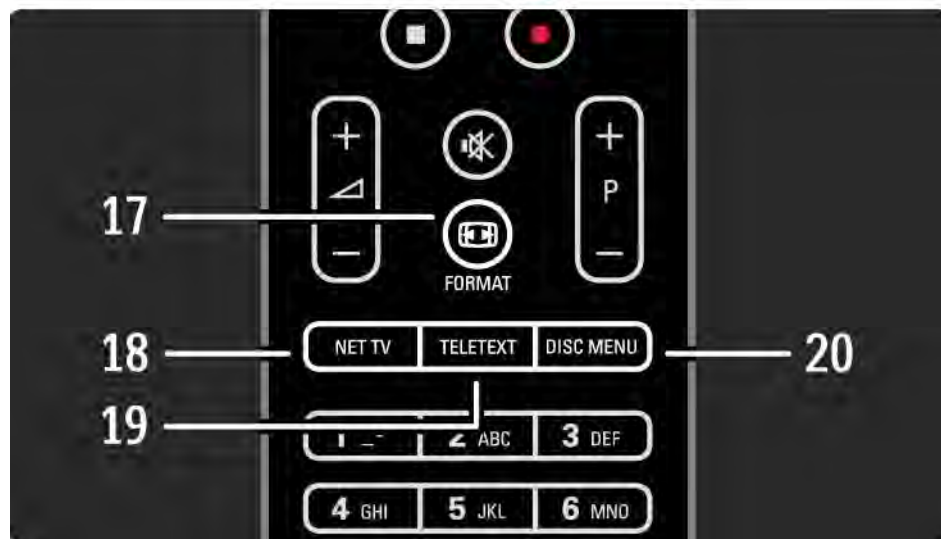 + +
P
17
— —
FORMAT
18 NET TV TELETEXT DISC MENU 20
19
1 _- 2 ABC 3 DEF
4 GHI 5 JKL 6 MNO